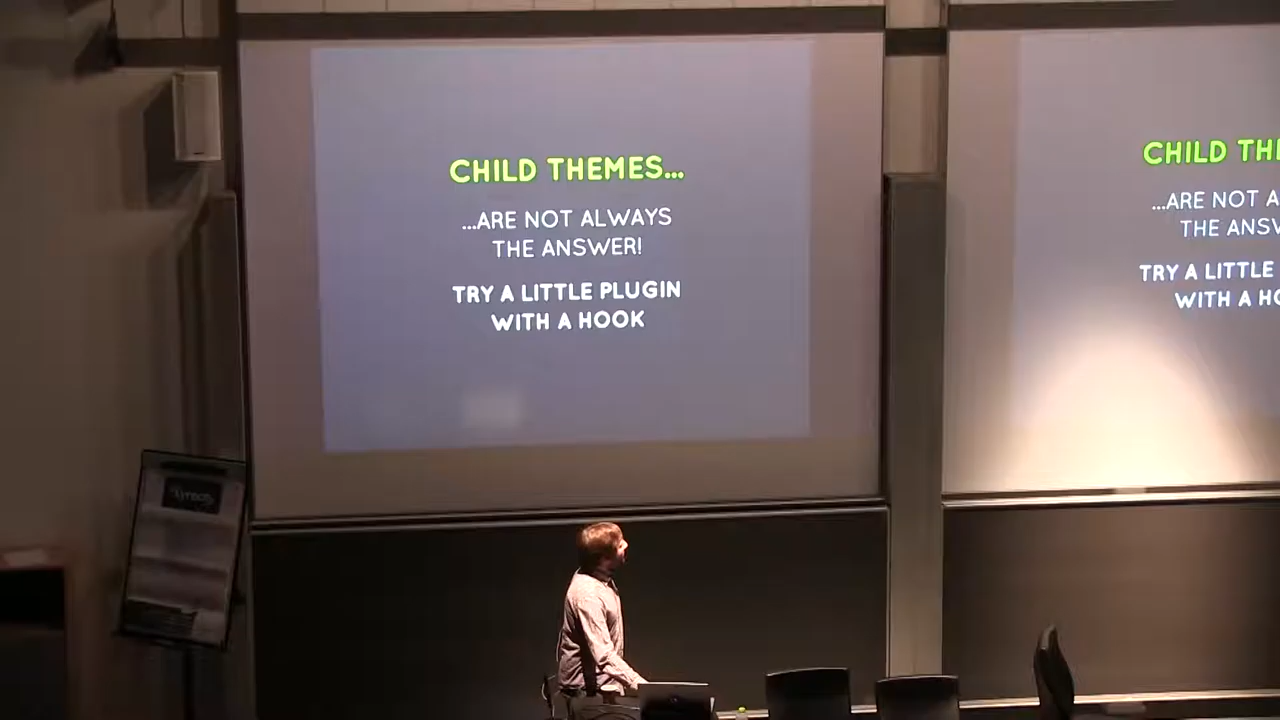 CHILD THEMES...
...ARE NOT ALWAYS
THE ANSWER!
TRY A LITTLE PLUGIN
WITH A HOOK
CHILD THE
...ARE NOT A
THE ANSW
TRY A LITTLE
WITH A HO